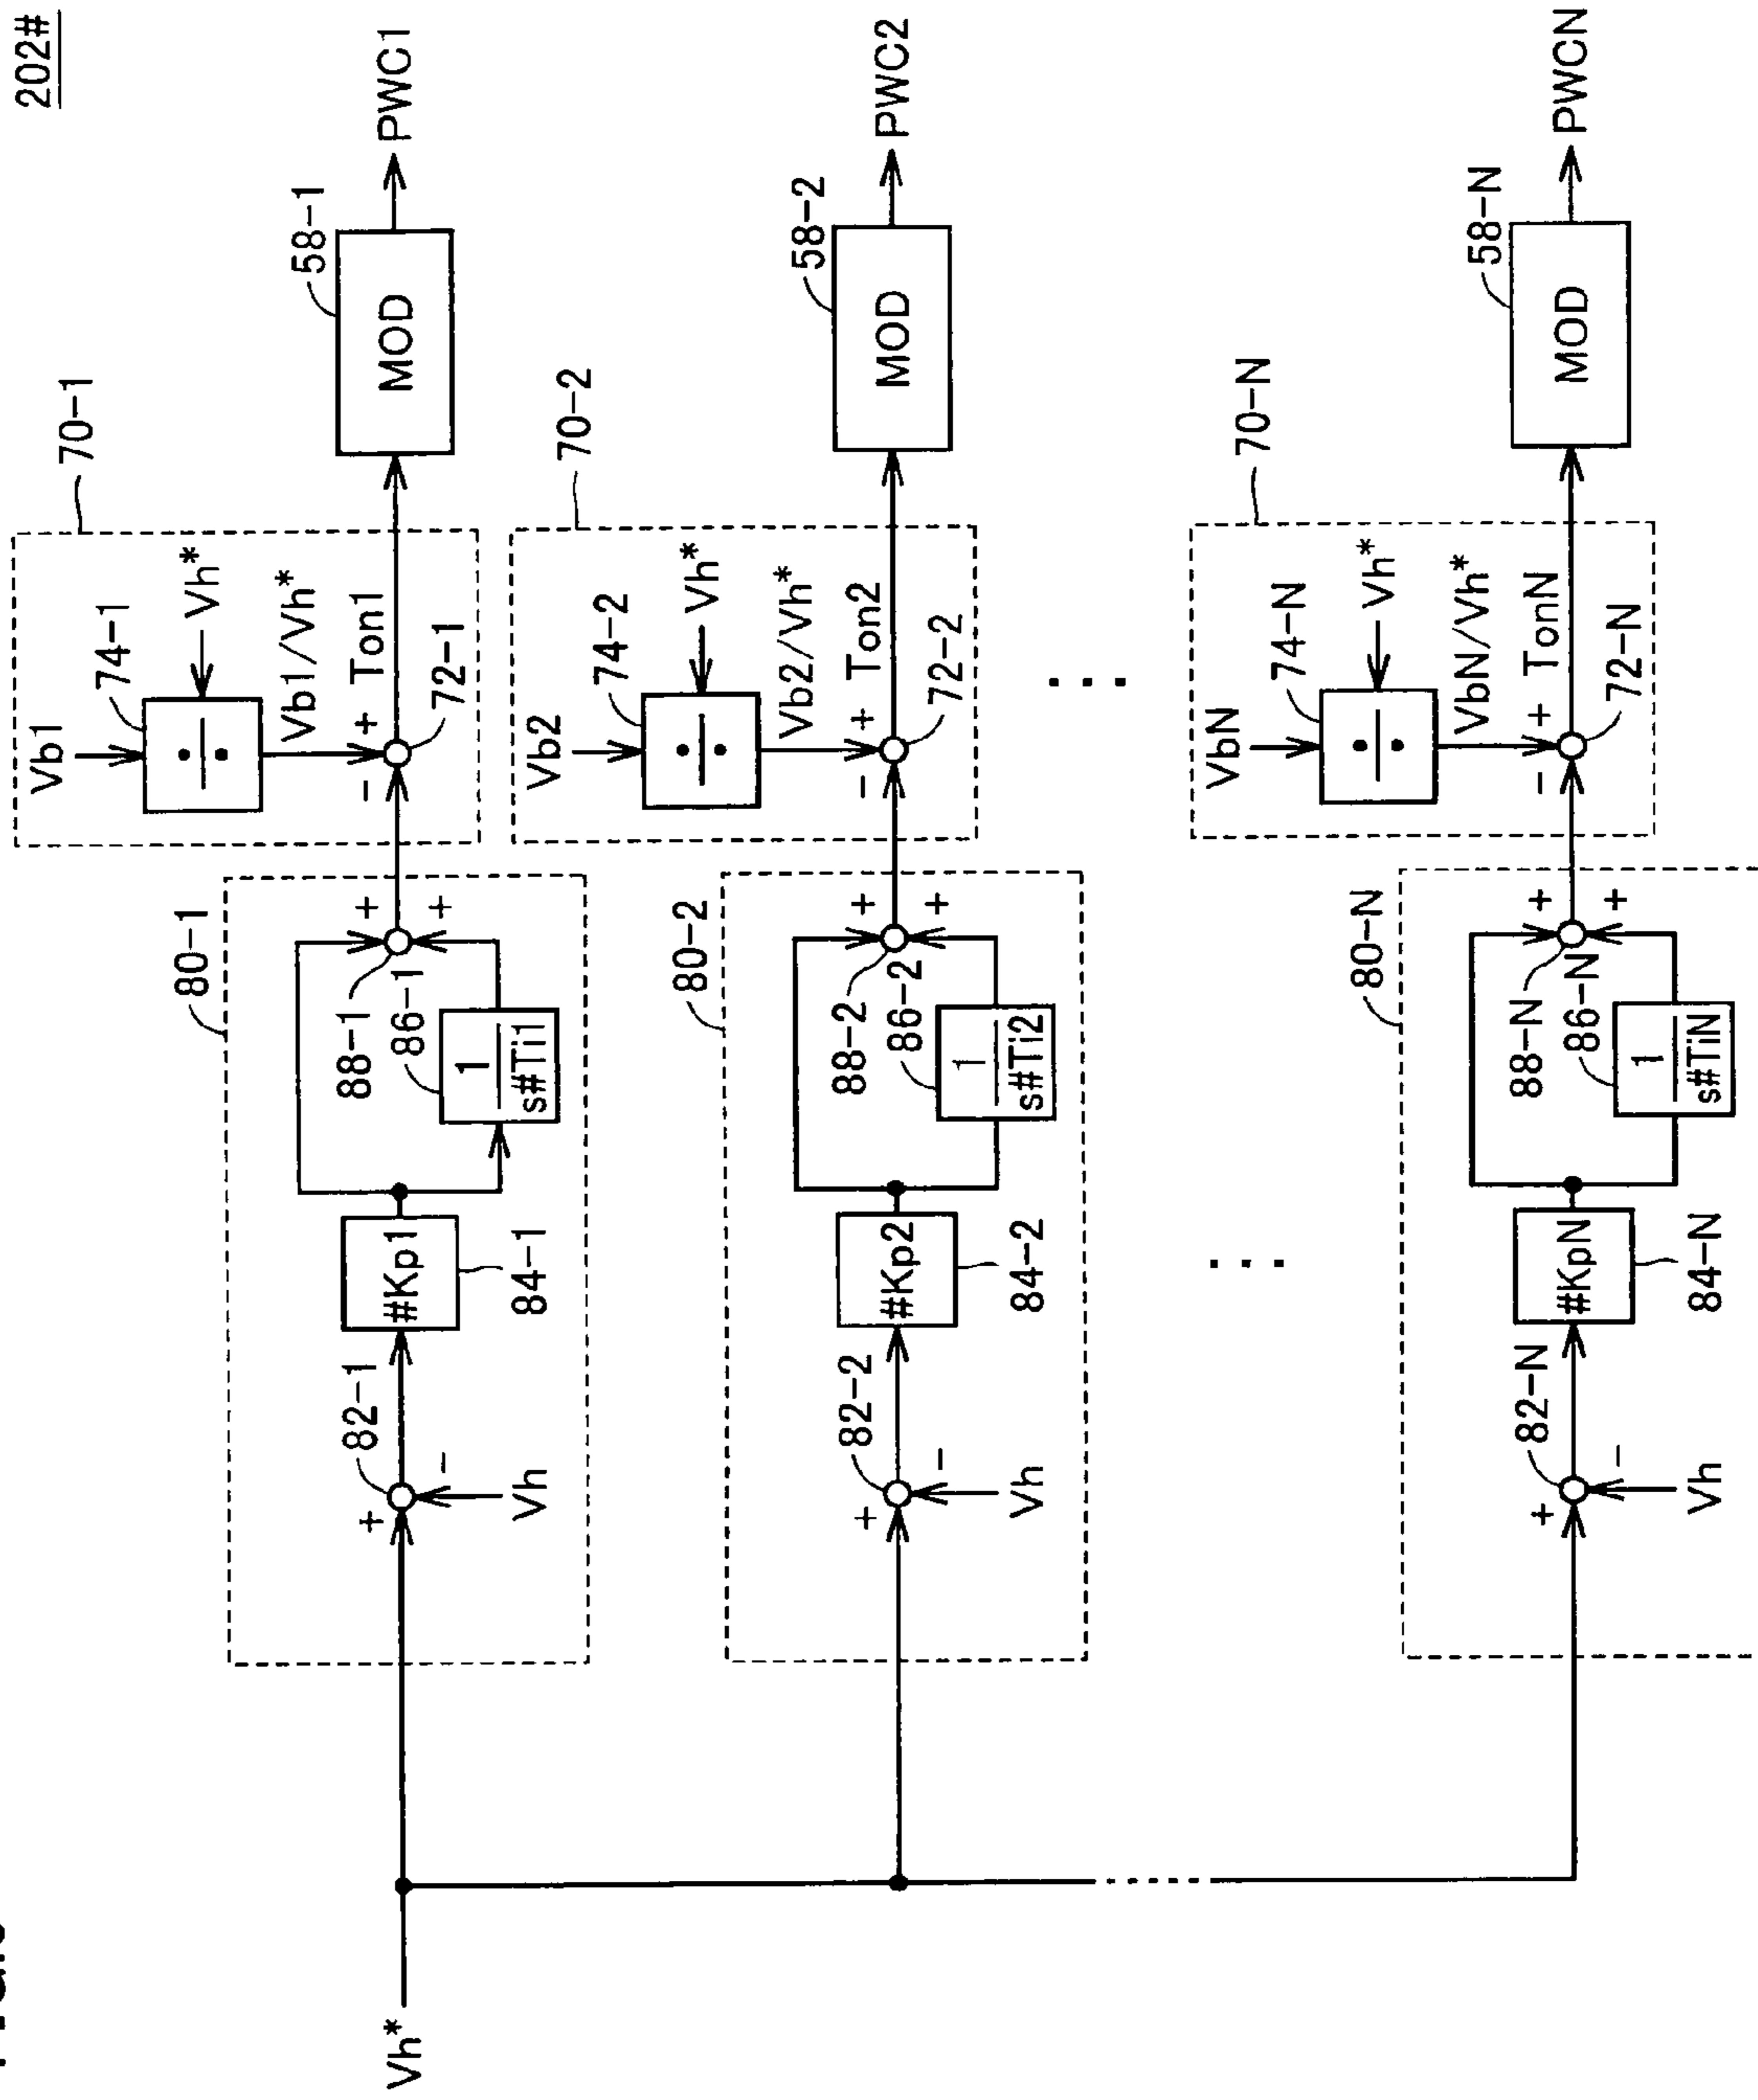 202#
80-1
82-1
+
-
Vh
#Kp1
84-1
88-1
86-1
1
s#Ti1
+
+
70-1
Vb1
74-1
Vh*
Vb1/Vh*
-
+
Ton1
72-1
58-1
MOD
PWC1
Vh*
80-2
82-2
+
-
Vh
#Kp2
84-2
88-2
86-2
1
s#Ti2
+
+
70-2
Vb2
74-2
Vh*
Vb2/Vh*
-
+
Ton2
72-2
58-2
MOD
PWC2
80-N
82-N
+
-
Vh
#KpN
84-N
88-N
86-N
1
s#TiN
+
+
70-N
VbN
74-N
Vh*
VbN/Vh*
-
+
TonN
72-N
58-N
MOD
PWCN